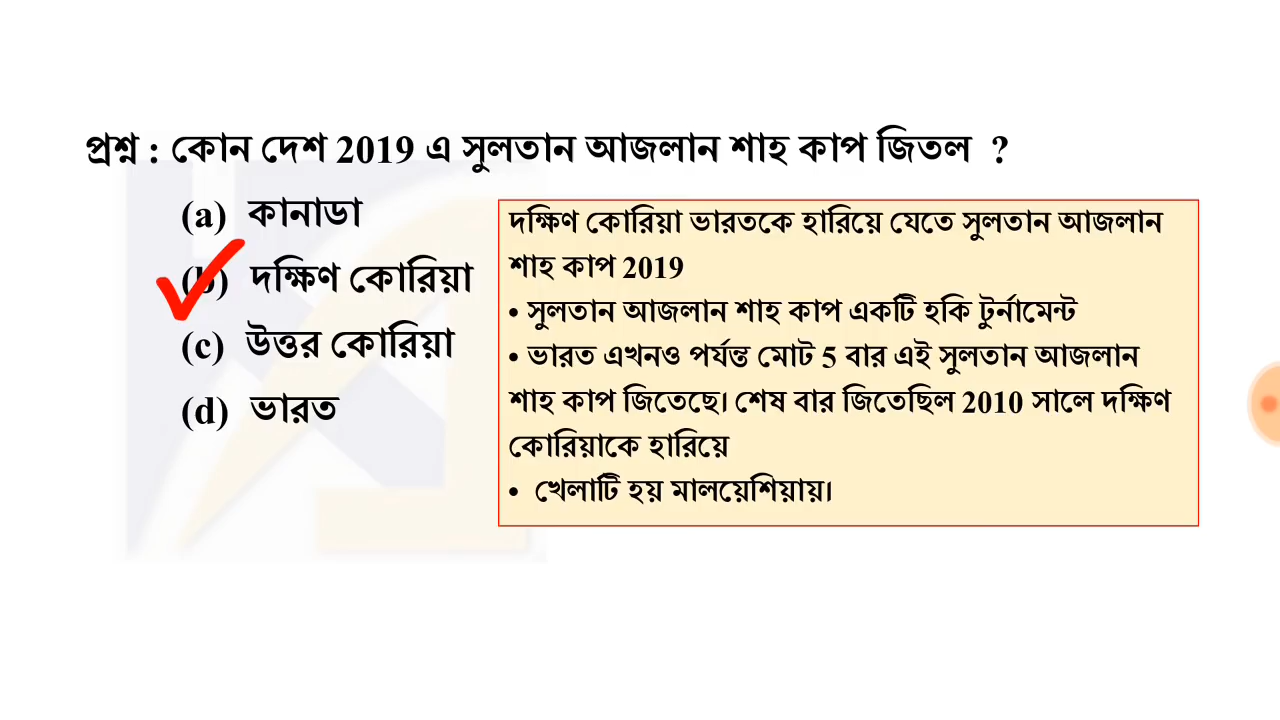 প্রশ্ন : কোন দেশ 2019 এ সুলতান আজলান শাহ কাপ জিতল ?
(a) কানাডা
(b) দক্ষিণ কোরিয়া
(c) উত্তর কোরিয়া
(d) ভারত
দক্ষিণ কোরিয়া ভারতকে হারিয়ে যেতে সুলতান আজলান
শাহ কাপ 2019
• সুলতান আজলান শাহ কাপ একটি হকি টুর্নামেন্ট
• ভারত এখনও পর্যন্ত মোট 5 বার এই সুলতান আজলান
শাহ কাপ জিতেছে। শেষ বার জিতেছিল 2010 সালে দক্ষিণ
কোরিয়াকে হারিয়ে
• খেলাটি হয় মালয়েশিয়ায়।